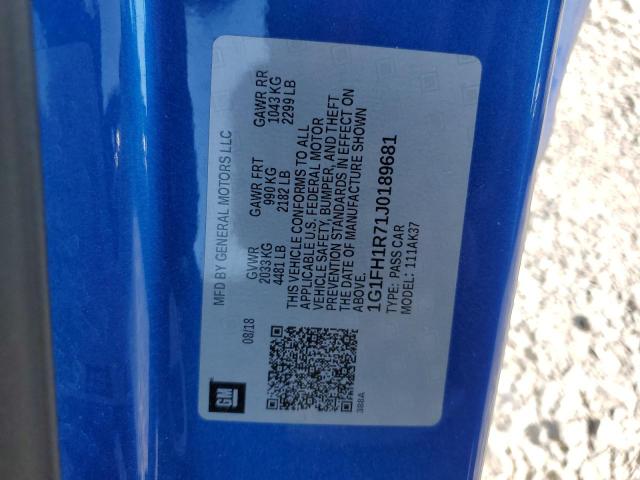 GM
08/18
MFD BY GENERAL MOTORS LLC
GVWR GAWR FRT GAWR RR
2033 KG 990 KG 1043 KG
4481 LB 2182 LB 2299 LB
THIS VEHICLE CONFORMS TO ALL
APPLICABLE U.S. FEDERAL MOTOR
VEHICLE SAFETY, BUMPER, AND THEFT
PREVENTION STANDARDS IN EFFECT ON
THE DATE OF MANUFACTURE SHOWN
ABOVE.
1G1FH1R71J0189681
TYPE: PASS CAR
MODEL: 111AK37
388A